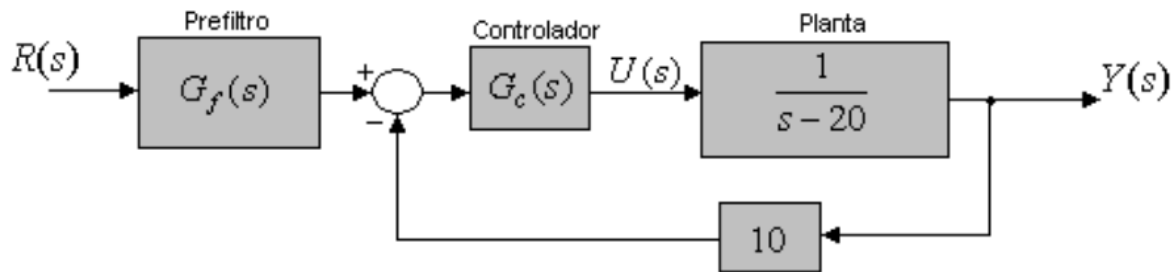 Prefiltro
Controlador
Planta
R(s)
G_f(s)
+
−
G_c(s)
U(s)
1
s − 20
Y(s)
10